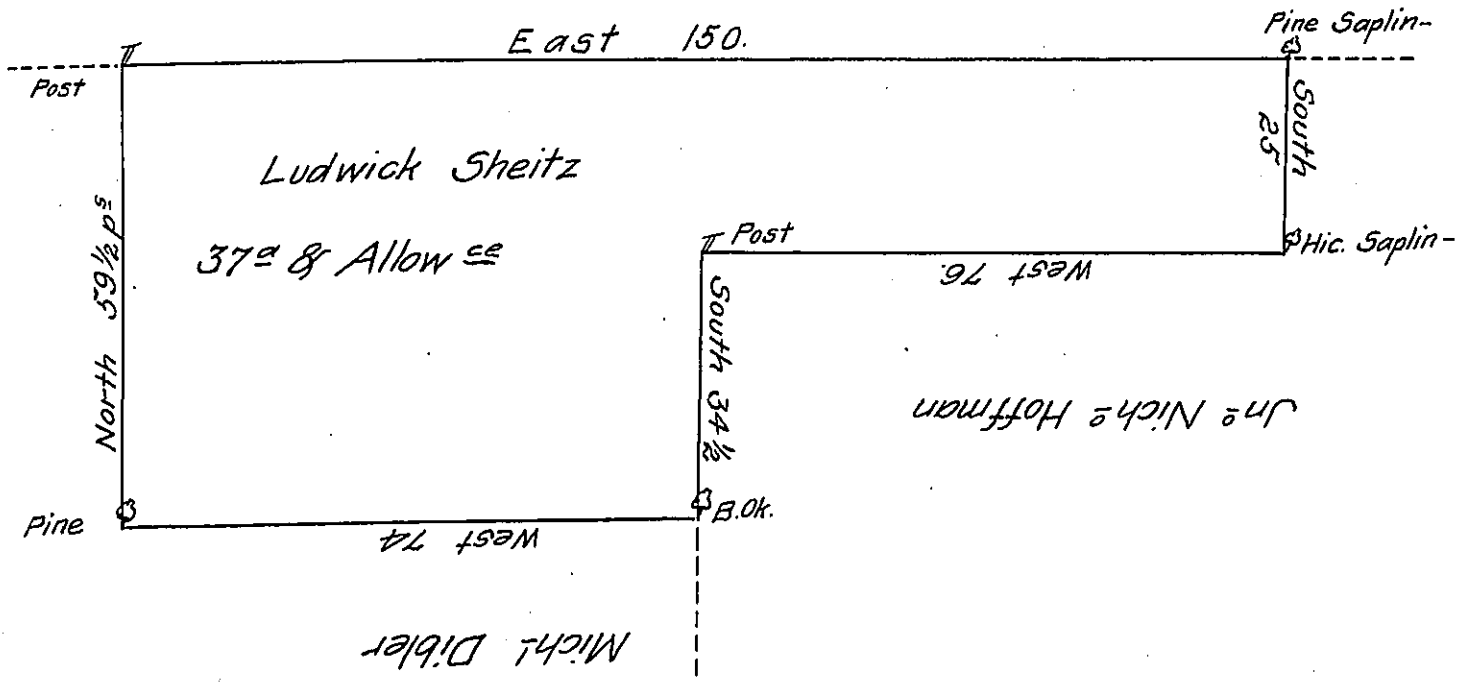 East 150.
Pine Saplin-
Post
South
25
Ludwick Sheitz
37a & Allowce
North 59½ ps
Post
Hic. Saplin-
West 76.
South 34½
Jno Nicho Hoffman
Pine
B.Ok.
West 74
Michl Dibler